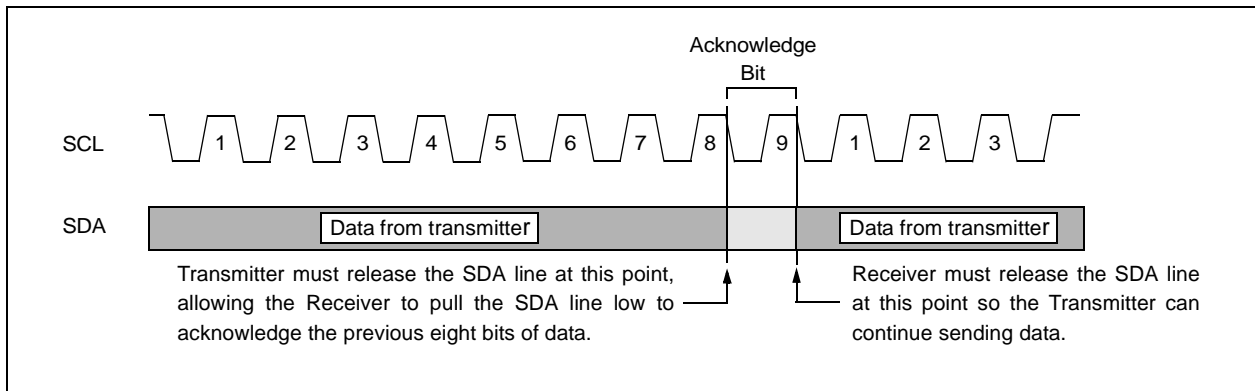 Acknowledge
Bit
SCL
1 2 3 4 5 6 7 8 9 1 2 3
SDA
Data from transmitter
Data from transmitter
Transmitter must release the SDA line at this point,
allowing the Receiver to pull the SDA line low to
acknowledge the previous eight bits of data.
Receiver must release the SDA line
at this point so the Transmitter can
continue sending data.